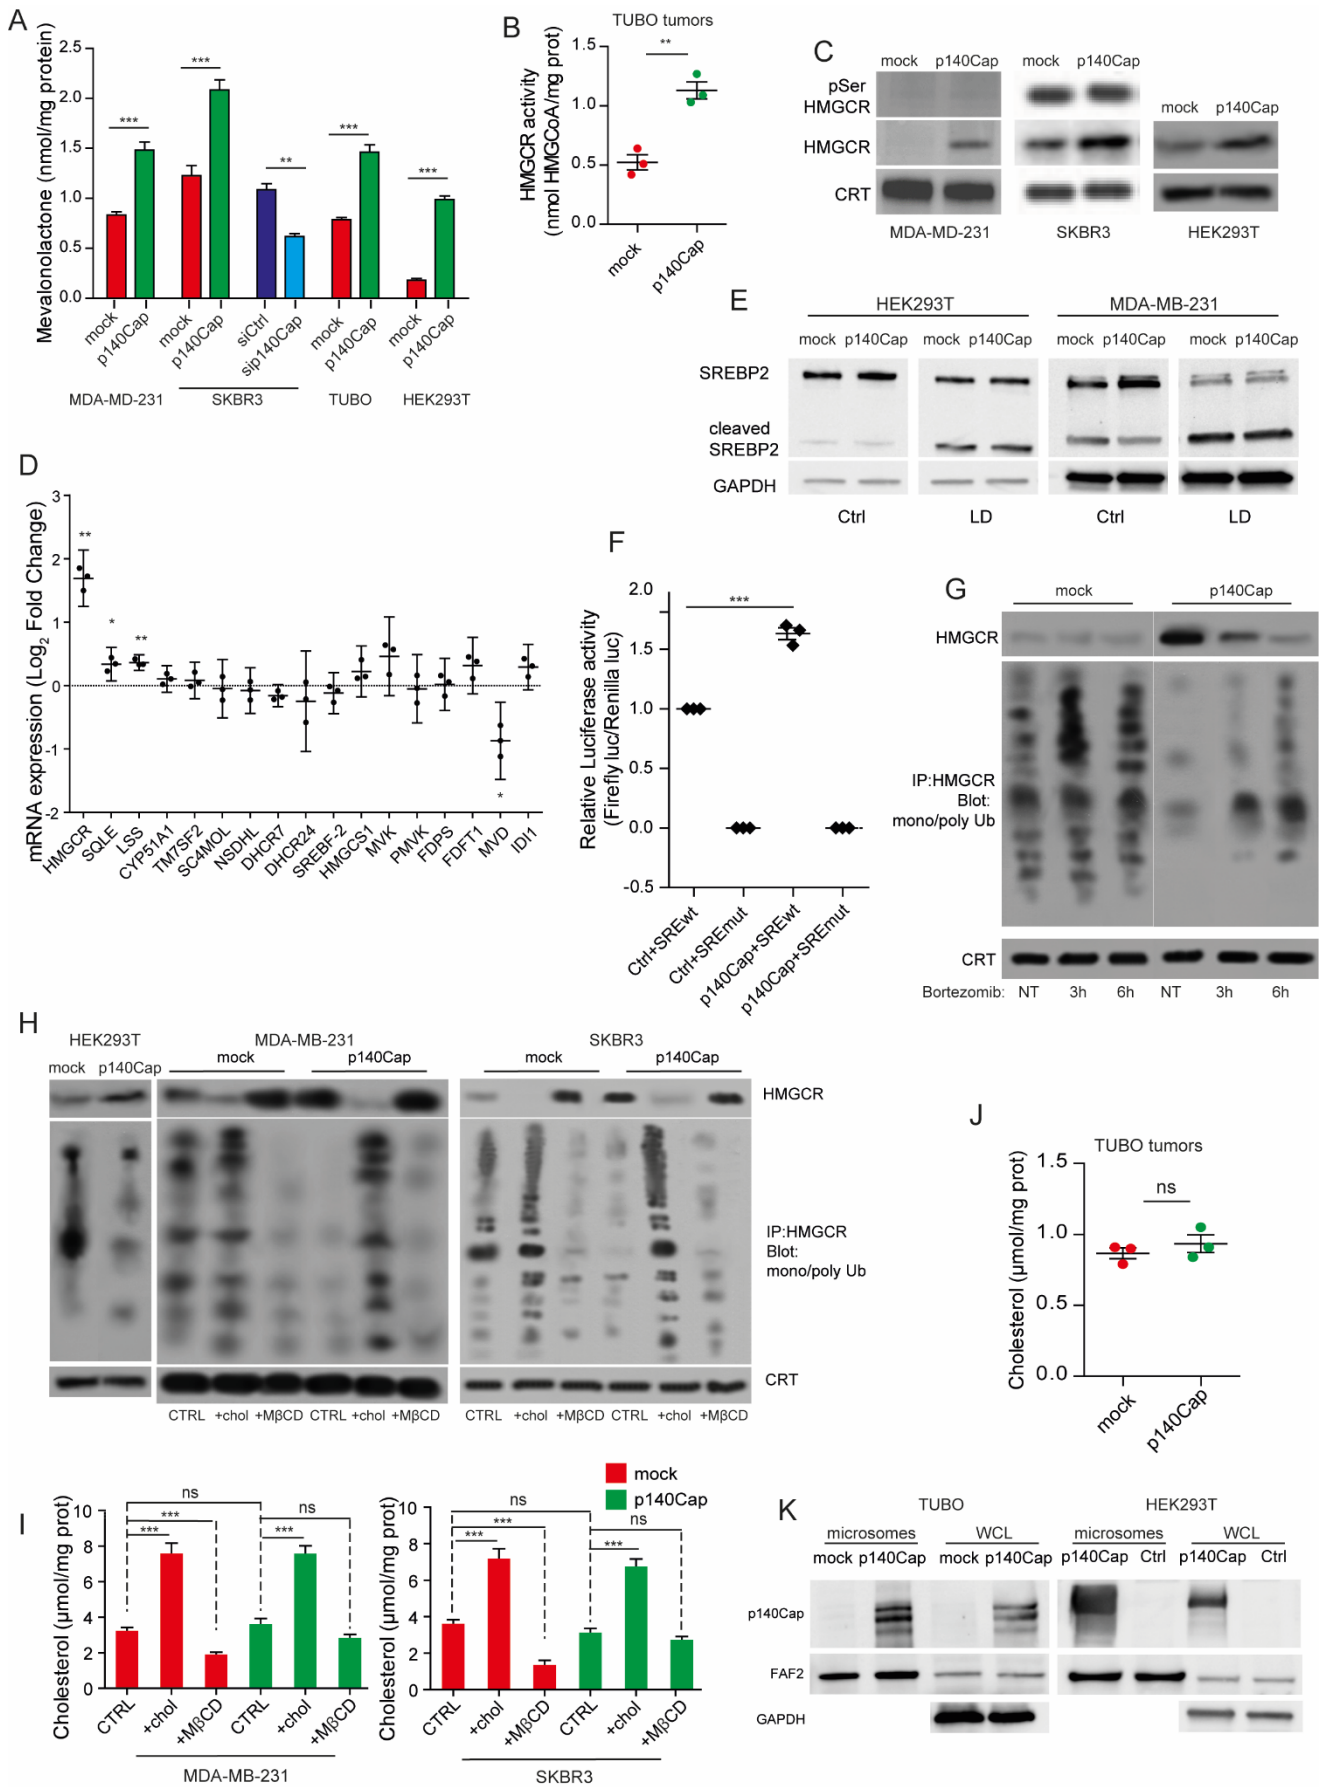 A
Mevalonolactone (nmol/mg protein)
2.5
2.0
1.5
1.0
0.5
0.0
***
***
**
***
***
mock
p140Cap
mock
p140Cap
siCtrl
sip140Cap
mock
p140Cap
mock
p140Cap
MDA-MD-231
SKBR3
TUBO
HEK293T
B
TUBO tumors
HMGCR activity
(nmol HMGCoA/mg prot)
1.5
1.0
0.5
0.0
**
mock
p140Cap
C
mock p140Cap
mock p140Cap
mock p140Cap
pSer
HMGCR
HMGCR
CRT
MDA-MD-231
SKBR3
HEK293T
D
mRNA expression (Log2 Fold Change)
3
2
1
0
-1
-2
**
*
**
*
HMGCR
SQLE
LSS
CYP51A1
TM7SF2
SC4MOL
NSDHL
DHCR7
DHCR24
SREBF-2
HMGCS1
MVK
PMVK
FDPS
FDFT1
MVD
IDI1
E
HEK293T
MDA-MB-231
mock p140Cap
mock p140Cap
mock p140Cap
mock p140Cap
SREBP2
cleaved
SREBP2
GAPDH
Ctrl
LD
Ctrl
LD
F
Relative Luciferase activity
(Firefly luc/Renilla luc)
2.0
1.5
1.0
0.5
0.0
-0.5
***
Ctrl+SREwt
Ctrl+SREmut
p140Cap+SREwt
p140Cap+SREmut
G
mock
p140Cap
HMGCR
IP:HMGCR
Blot:
mono/poly Ub
CRT
Bortezomib: NT 3h 6h NT 3h 6h
H
HEK293T
MDA-MB-231
SKBR3
mock p140Cap
mock
p140Cap
mock
p140Cap
HMGCR
IP:HMGCR
Blot:
mono/poly Ub
CRT
CTRL +chol +MβCD CTRL +chol +MβCD
CTRL +chol +MβCD CTRL +chol +MβCD
J
TUBO tumors
Cholesterol (µmol/mg prot)
1.5
1.0
0.5
0.0
ns
mock
p140Cap
I
mock
p140Cap
Cholesterol (µmol/mg prot)
10
8
6
4
2
0
ns
***
***
***
ns
CTRL
+chol
+MβCD
CTRL
+chol
+MβCD
MDA-MB-231
Cholesterol (µmol/mg prot)
10
8
6
4
2
0
ns
***
***
***
ns
CTRL
+chol
+MβCD
CTRL
+chol
+MβCD
SKBR3
K
TUBO
HEK293T
microsomes
WCL
microsomes
WCL
mock p140Cap
mock p140Cap
p140Cap Ctrl
p140Cap Ctrl
p140Cap
FAF2
GAPDH